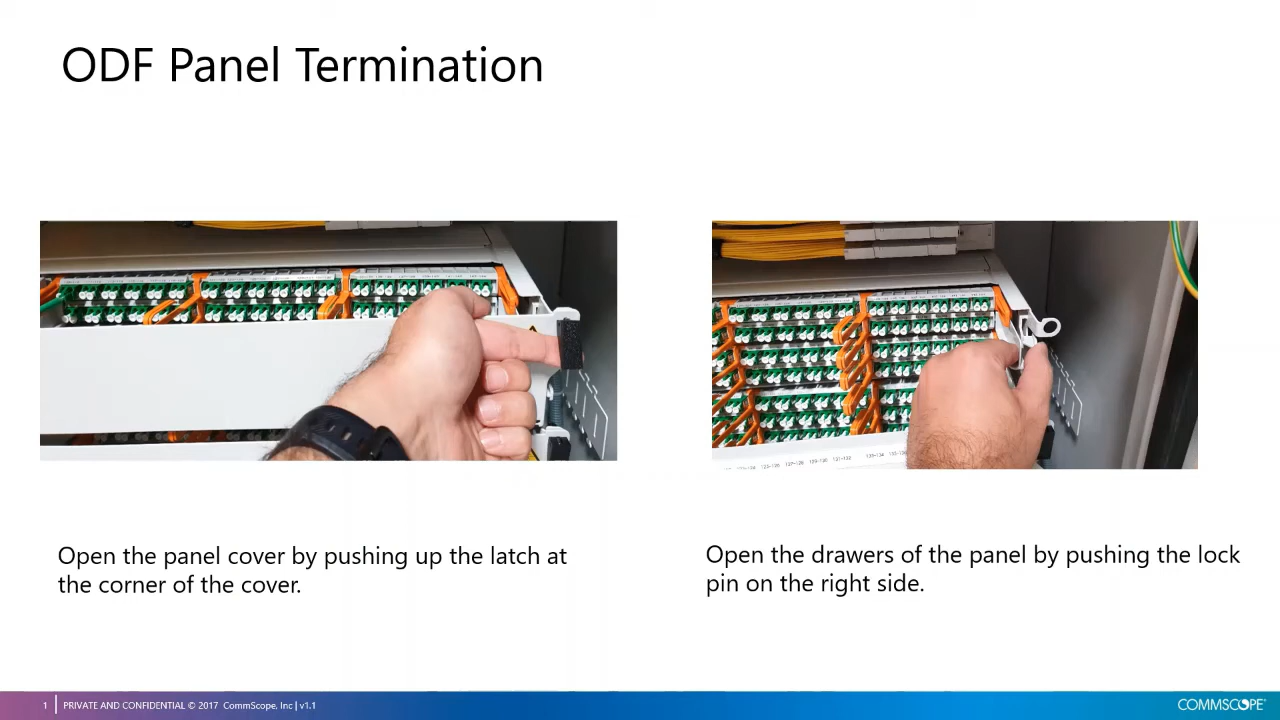 ODF Panel Termination
Open the panel cover by pushing up the latch at
the corner of the cover.
Open the drawers of the panel by pushing the lock
pin on the right side.
1
PRIVATE AND CONFIDENTIAL © 2017 CommScope, Inc | v1.1
COMMSCOPE®